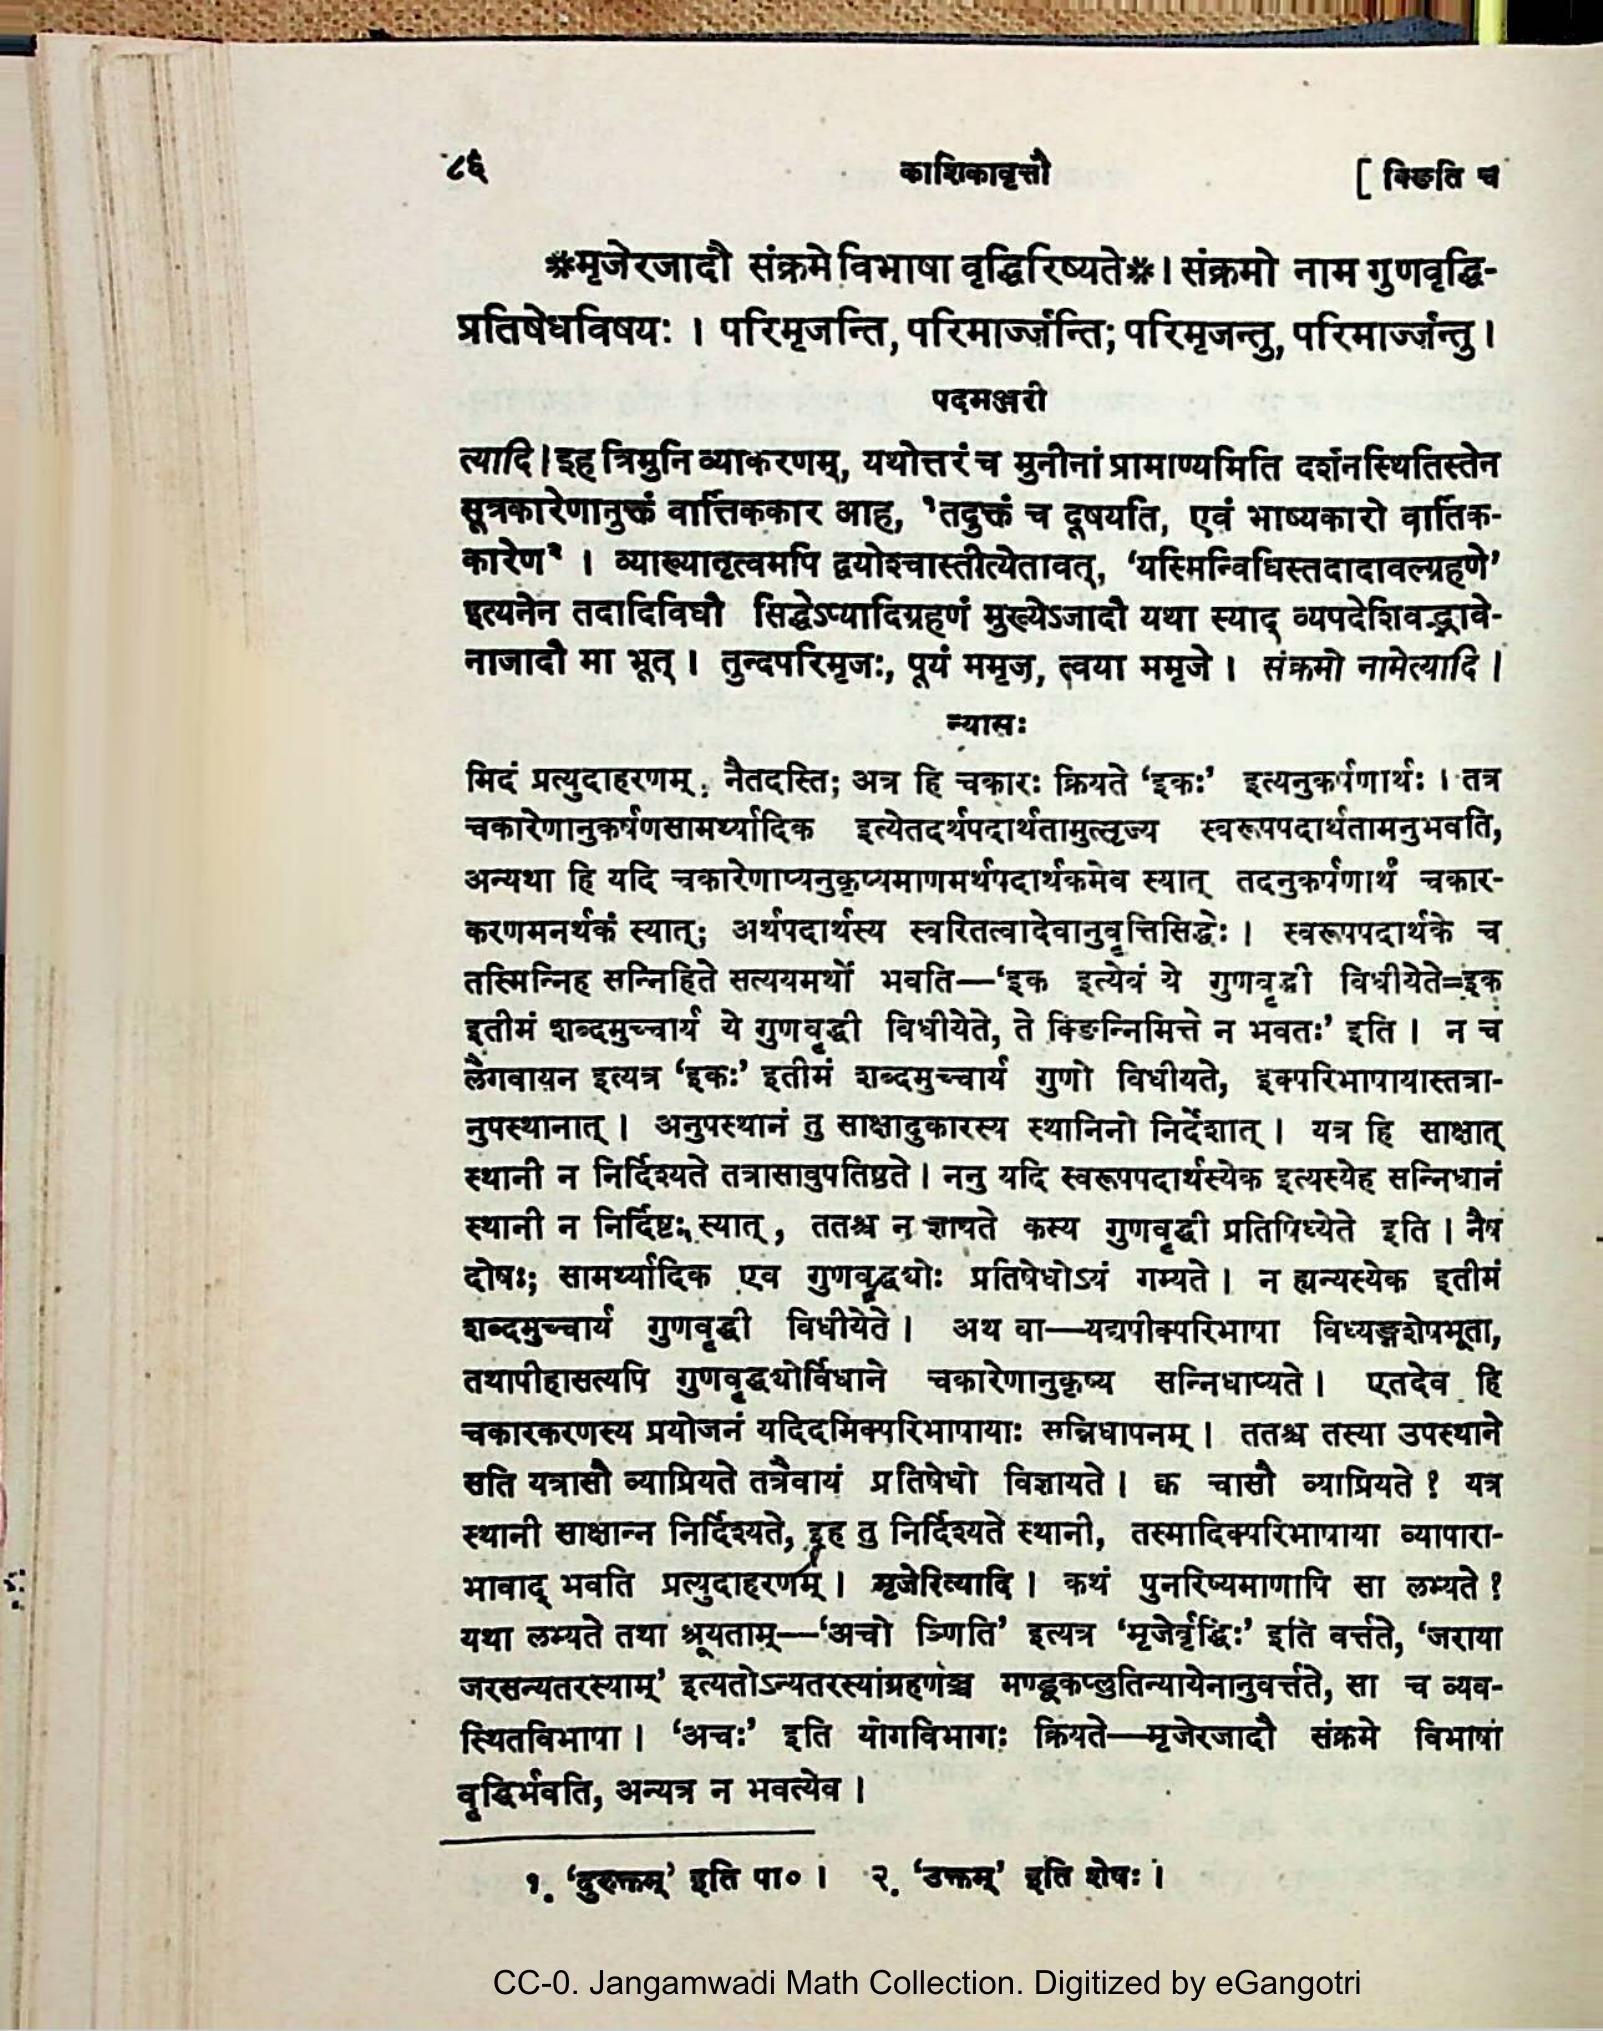 ८६ काशिकावृत्तौ [ क्ङिति च
*मृजेरजादौ संक्रमे विभाषा वृद्धिरिष्यते*। संक्रमो नाम गुणवृद्धि-
प्रतिषेधविषयः । परिमृजन्ति, परिमार्ज्जन्ति; परिमृजन्तु, परिमार्ज्जन्तु ।
पदमञ्जरी
त्यादि । इह त्रिमुनि व्याकरणम्, यथोत्तरं च मुनीनां प्रामाण्यमिति दर्शनस्थितिस्तेन
सूत्रकारेणानुक्तं वार्त्तिककार आह, १तदुक्तं च दूषयति, एवं भाष्यकारो वार्तिक-
कारेण२ । व्याख्यातृत्वमपि द्वयोश्चास्तीत्येतावत्, ‘यस्मिन्विधिस्तदादावल्ग्रहणे’
इत्यनेन तदादिविधौ सिद्धेऽप्यादिग्रहणं मुख्येऽजादौ यथा स्याद् व्यपदेशिवद्भावे-
नाजादौ मा भूत् । तुन्दपरिमृजः, पूयं ममृज, त्वया ममृजे । संक्रमो नामेत्यादि ।
न्यासः
मिदं प्रत्युदाहरणम्. नैतदस्ति; अत्र हि चकारः क्रियते ‘इकः’ इत्यनुकर्षणार्थः । तत्र
चकारेणानुकर्षणसामर्थ्यादिक इत्येतदर्थपदार्थतामुत्सृज्य स्वरूपपदार्थतामनुभवति,
अन्यथा हि यदि चकारेणाप्यनुकृष्यमाणमर्थपदार्थकमेव स्यात् तदनुकर्षणार्थं चकार-
करणमनर्थकं स्यात्; अर्थपदार्थस्य स्वरितत्वादेवानुवृत्तिसिद्धेः । स्वरूपपदार्थके च
तस्मिन्निह सन्निहिते सत्ययमर्थो भवति—‘इक इत्येवं ये गुणवृद्धी विधीयेते=इक
इतीमं शब्दमुच्चार्य ये गुणवृद्धी विधीयेते, ते क्ङिन्निमित्ते न भवतः’ इति । न च
लैगवायन इत्यत्र ‘इकः’ इतीमं शब्दमुच्चार्य गुणो विधीयते, इक्परिभाषायास्तत्रा-
नुपस्थानात् । अनुपस्थानं तु साक्षादुकारस्य स्थानिनो निर्देशात् । यत्र हि साक्षात्
स्थानी न निर्दिश्यते तत्रासावुपतिष्ठते । ननु यदि स्वरूपपदार्थस्येक इत्यस्येह सन्निधानं
स्थानी न निर्दिष्टः स्यात्, ततश्च न ज्ञायते कस्य गुणवृद्धी प्रतिषिध्येते इति । नैष
दोषः; सामर्थ्यादिक एव गुणवृद्ध्योः प्रतिषेधोऽयं गम्यते । न ह्यन्यस्येक इतीमं
शब्दमुच्चार्य गुणवृद्धी विधीयेते । अथ वा—यद्यपीक्परिभाषा विध्यङ्गशेषभूता,
तथापीहासत्यपि गुणवृद्ध्योर्विधाने चकारेणानुकृष्य सन्निधाप्यते । एतदेव हि
चकारकरणस्य प्रयोजनं यदिदमिक्परिभाषायाः सन्निधापनम् । ततश्च तस्या उपस्थाने
सति यत्रासौ व्याप्रियते तत्रैवायं प्रतिषेधो विज्ञायते । क्व चासौ व्याप्रियते ? यत्र
स्थानी साक्षान्न निर्दिश्यते, इह तु निर्दिश्यते स्थानी, तस्मादिक्परिभाषाया व्यापारा-
भावाद् भवति प्रत्युदाहरणम् । मृजेरित्यादि । कथं पुनरिष्यमाणापि सा लभ्यते ?
यथा लभ्यते तथा श्रूयताम्—‘अचो ञ्णिति’ इत्यत्र ‘मृजेर्वृद्धिः’ इति वर्त्तते, ‘जराया
जरसन्यतरस्याम्’ इत्यतोऽन्यतरस्यांग्रहणञ्च मण्डूकप्लुतिन्यायेनानुवर्त्तते, सा च व्यव-
स्थितविभाषा । ‘अचः’ इति योगविभागः क्रियते—मृजेरजादौ संक्रमे विभाषा
वृद्धिर्भवति, अन्यत्र न भवत्येव ।
१. ‘दुरुक्तम्’ इति पा० । २. ‘उक्तम्’ इति शेषः ।
CC-0. Jangamwadi Math Collection. Digitized by eGangotri